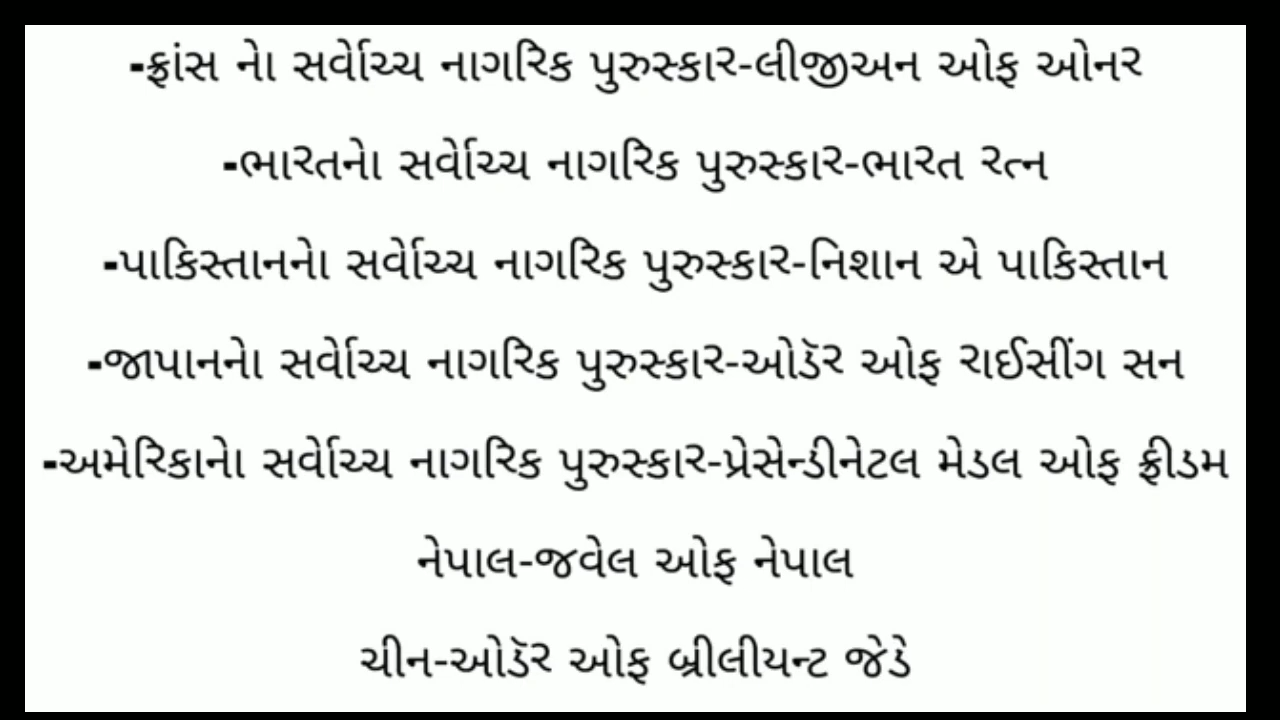 -ફ્રાંસ નો સર્વોચ્ચ નાગરિક પુરુસ્કાર-લીજીઅન ઓફ ઓનર
-ભારતનો સર્વોચ્ચ નાગરિક પુરુસ્કાર-ભારત રત્ન
-પાકિસ્તાનનો સર્વોચ્ચ નાગરિક પુરુસ્કાર-નિશાન એ પાકિસ્તાન
-જાપાનનો સર્વોચ્ચ નાગરિક પુરુસ્કાર-ઓર્ડર ઓફ રાઈસીંગ સન
-અમેરિકાનો સર્વોચ્ચ નાગરિક પુરુસ્કાર-પ્રેસેન્ડીનેટલ મેડલ ઓફ ફ્રીડમ
નેપાલ-જવેલ ઓફ નેપાલ
ચીન-ઓર્ડર ઓફ બ્રીલીયન્ટ જેડે